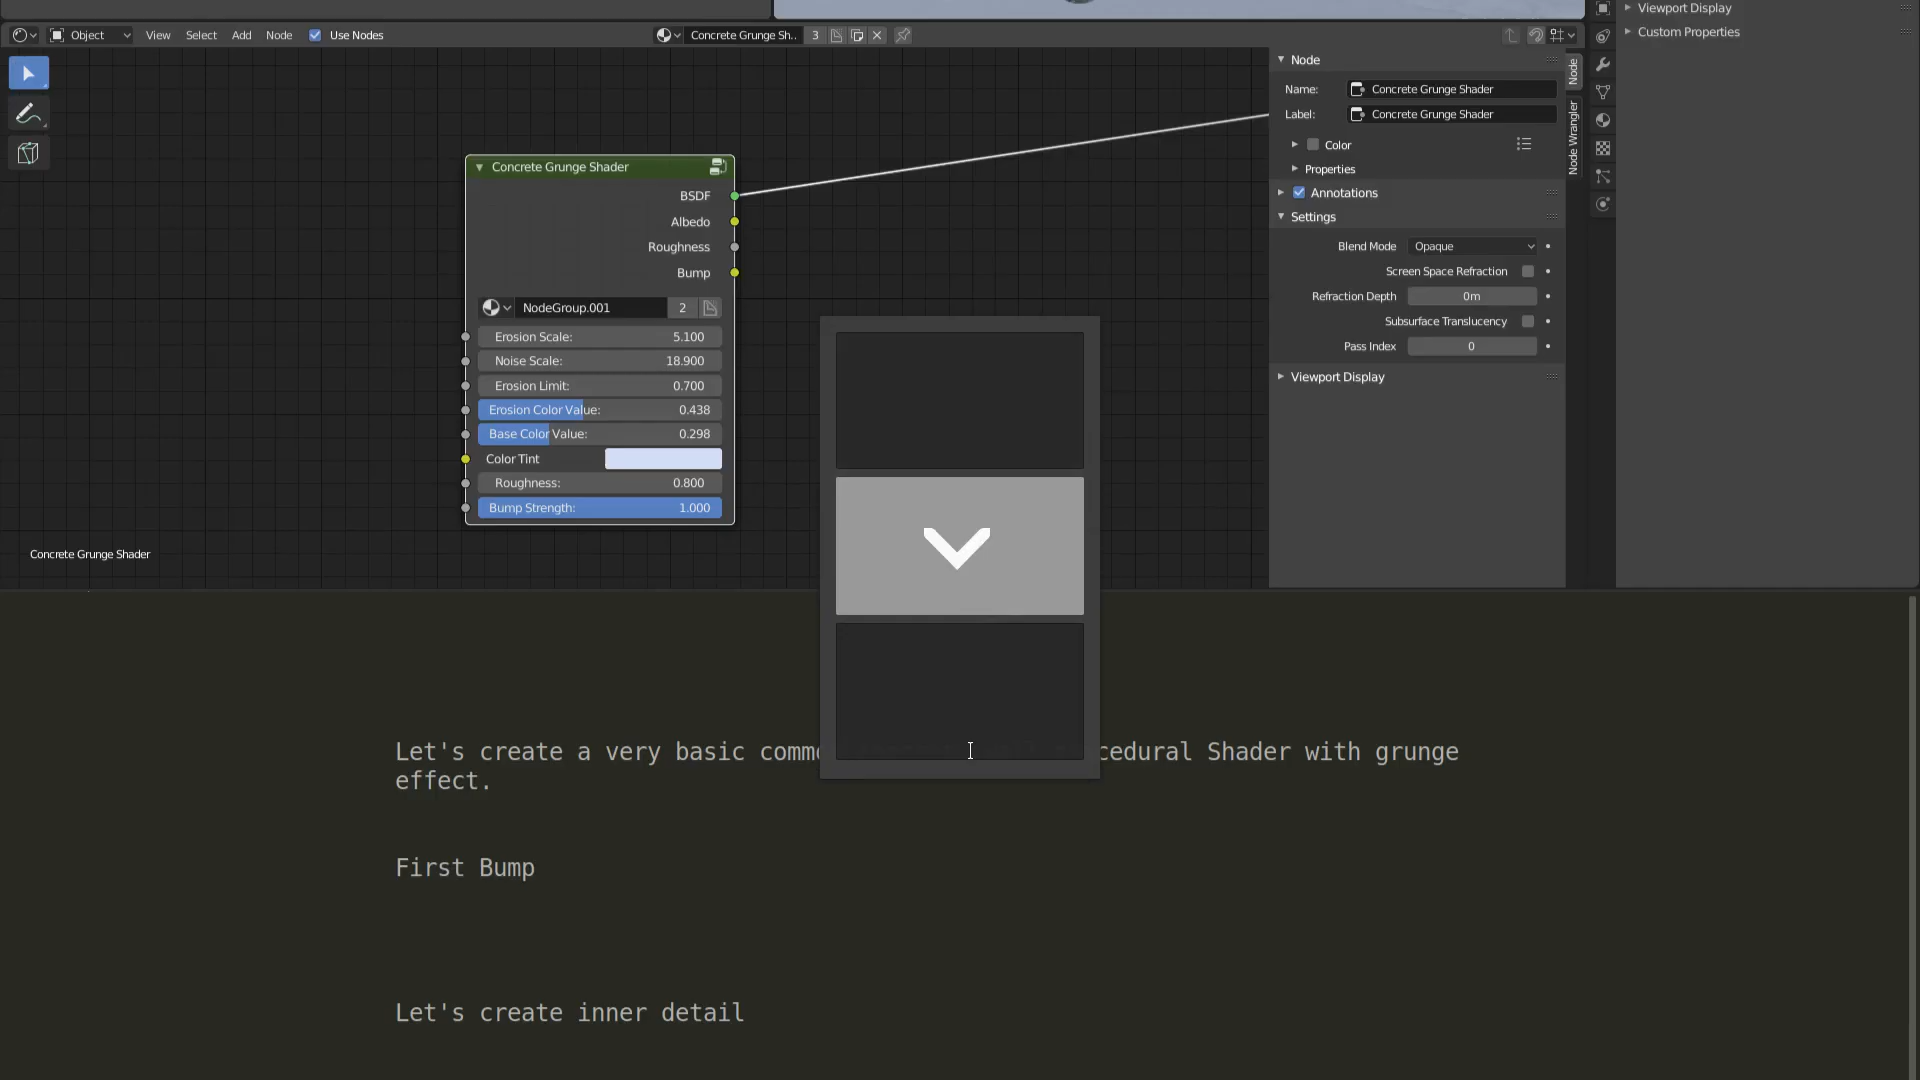 Viewport Display
Custom Properties
Object View Select Add Node Use Nodes Concrete Grunge Sh.. 3
Node
Name: Concrete Grunge Shader
Label: Concrete Grunge Shader
Color
Properties
Annotations
Settings
Blend Mode Opaque
Screen Space Refraction
Refraction Depth 0m
Subsurface Translucency
Pass Index 0
Viewport Display
Node
Node Wrangler
Concrete Grunge Shader
BSDF
Albedo
Roughness
Bump
NodeGroup.001 2
Erosion Scale: 5.100
Noise Scale: 18.900
Erosion Limit: 0.700
Erosion Color Value: 0.438
Base Color Value: 0.298
Color Tint
Roughness: 0.800
Bump Strength: 1.000
Concrete Grunge Shader
Let's create a very basic Shader with grunge
effect.
First Bump
Let's create inner detail